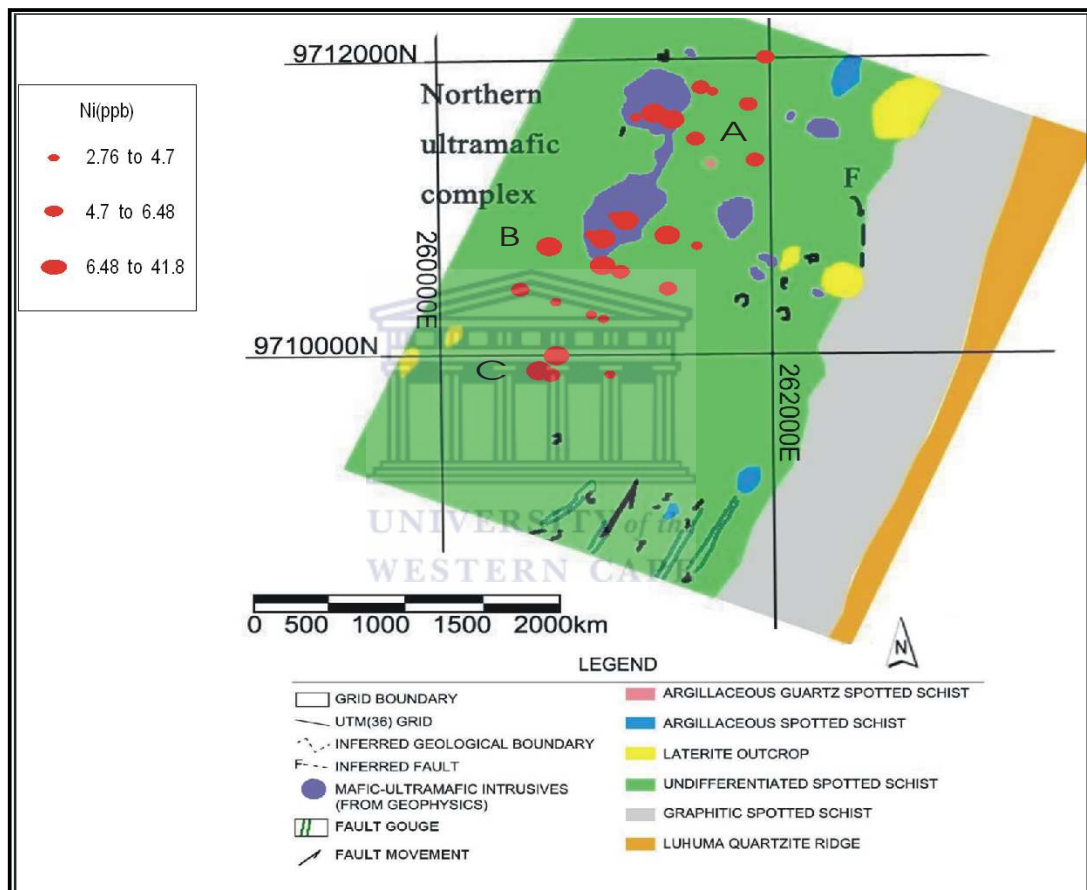 Ni(ppb)
2.76 to 4.7
4.7 to 6.48
6.48 to 41.8
9712000N
Northern
ultramafic
complex
A
F
B
260000E
9710000N
C
262000E
UNIVERSITY of the
WESTERN CAPE
0 500 1000 1500 2000km
N
LEGEND
GRID BOUNDARY
UTM(36) GRID
INFERRED GEOLOGICAL BOUNDARY
F INFERRED FAULT
MAFIC-ULTRAMAFIC INTRUSIVES
(FROM GEOPHYSICS)
FAULT GOUGE
FAULT MOVEMENT
ARGILLACEOUS GUARTZ SPOTTED SCHIST
ARGILLACEOUS SPOTTED SCHIST
LATERITE OUTCROP
UNDIFFERENTIATED SPOTTED SCHIST
GRAPHITIC SPOTTED SCHIST
LUHUMA QUARTZITE RIDGE